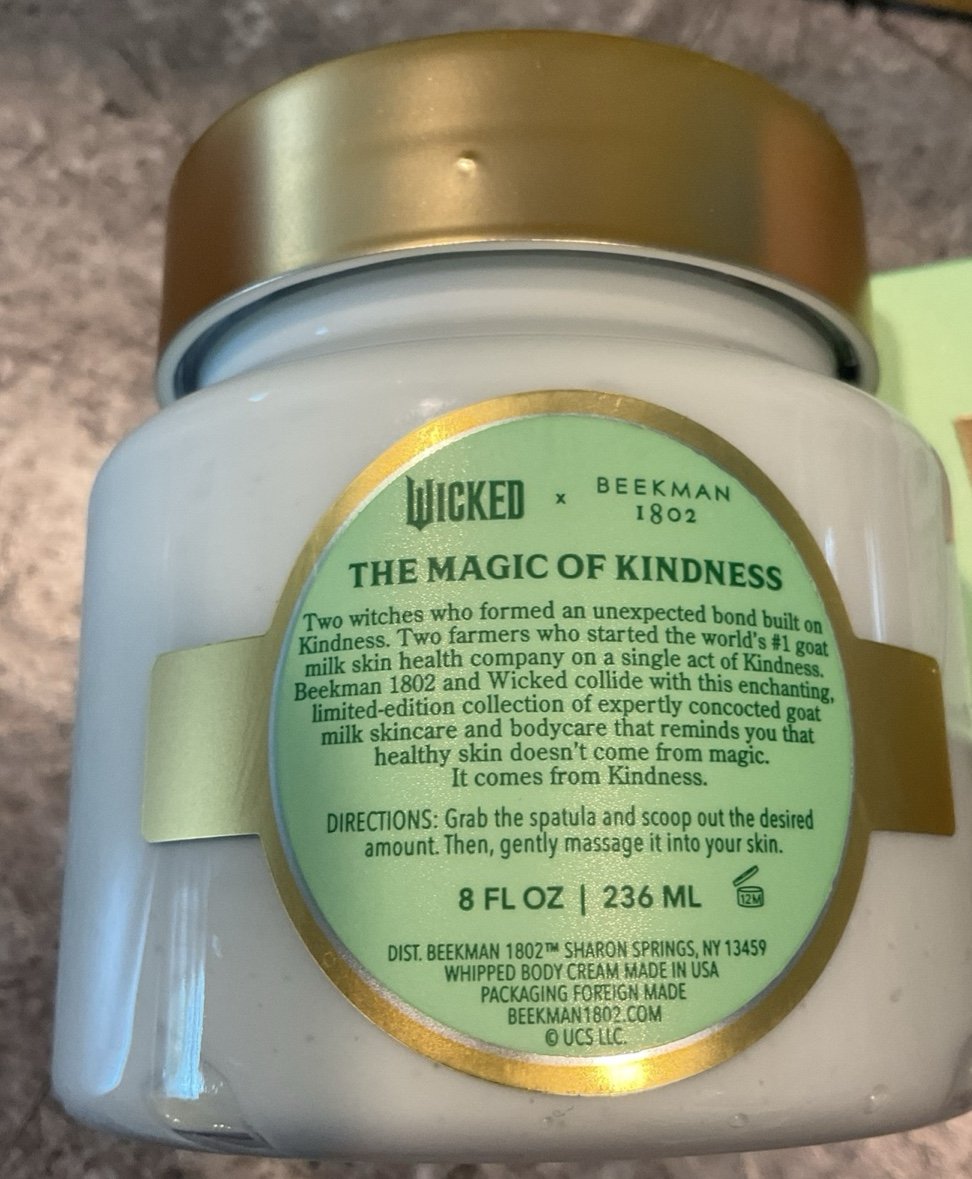 WICKED x BEEKMAN 1802
THE MAGIC OF KINDNESS
Two witches who formed an unexpected bond built on
Kindness. Two farmers who started the world's #1 goat
milk skin health company on a single act of Kindness.
Beekman 1802 and Wicked collide with this enchanting,
limited-edition collection of expertly concocted goat
milk skincare and bodycare that reminds you that
healthy skin doesn't come from magic.
It comes from Kindness.
DIRECTIONS: Grab the spatula and scoop out the desired
amount. Then, gently massage it into your skin.
8 FL OZ | 236 ML 12M
DIST. BEEKMAN 1802™ SHARON SPRINGS, NY 13459
WHIPPED BODY CREAM MADE IN USA
PACKAGING FOREIGN MADE
BEEKMAN1802.COM
© UCS LLC.